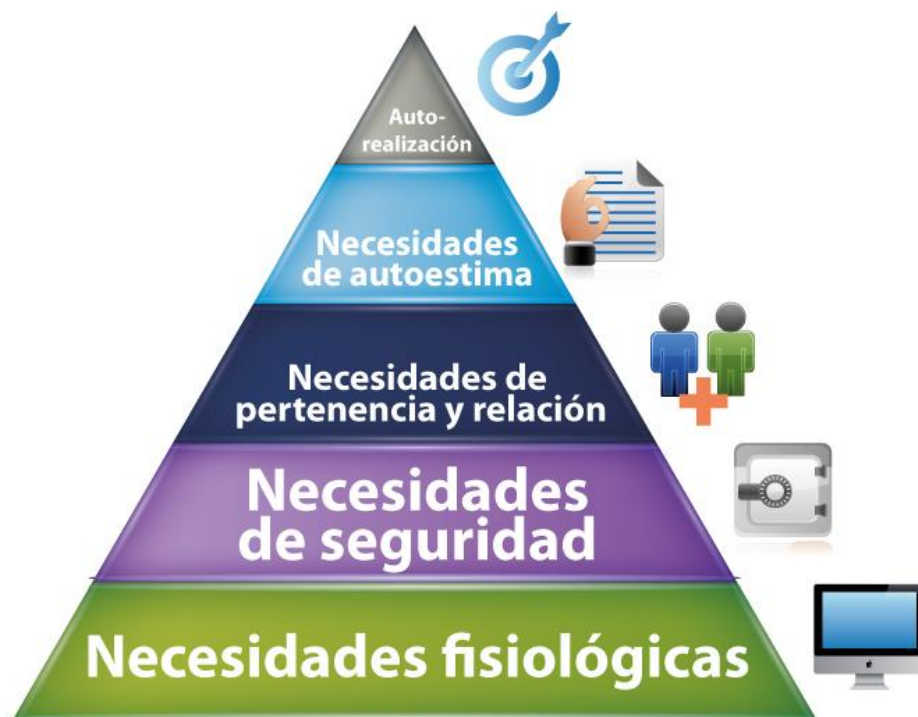 Auto-
realización
Necesidades
de autoestima
Necesidades de
pertenencia y relación
Necesidades
de seguridad
Necesidades fisiológicas